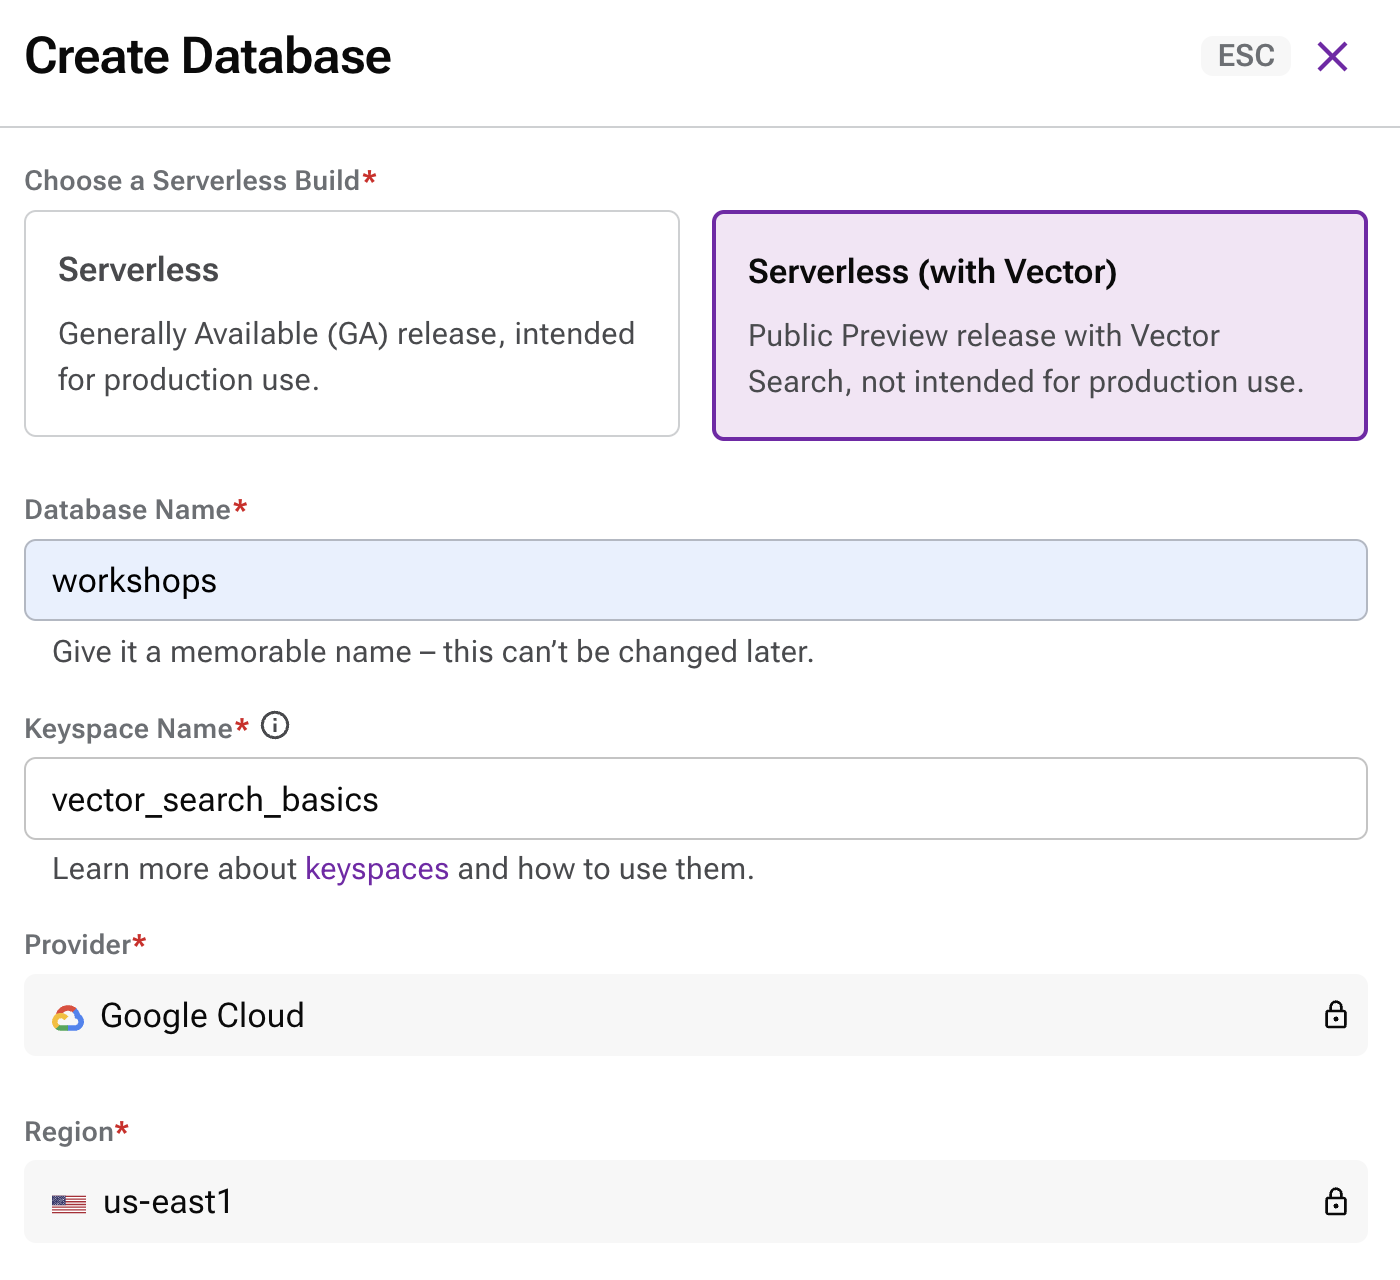 Create Database
ESC
Choose a Serverless Build*
Serverless
Generally Available (GA) release, intended
for production use.
Serverless (with Vector)
Public Preview release with Vector
Search, not intended for production use.
Database Name*
workshops
Give it a memorable name – this can’t be changed later.
Keyspace Name*
vector_search_basics
Learn more about keyspaces and how to use them.
Provider*
Google Cloud
Region*
us-east1